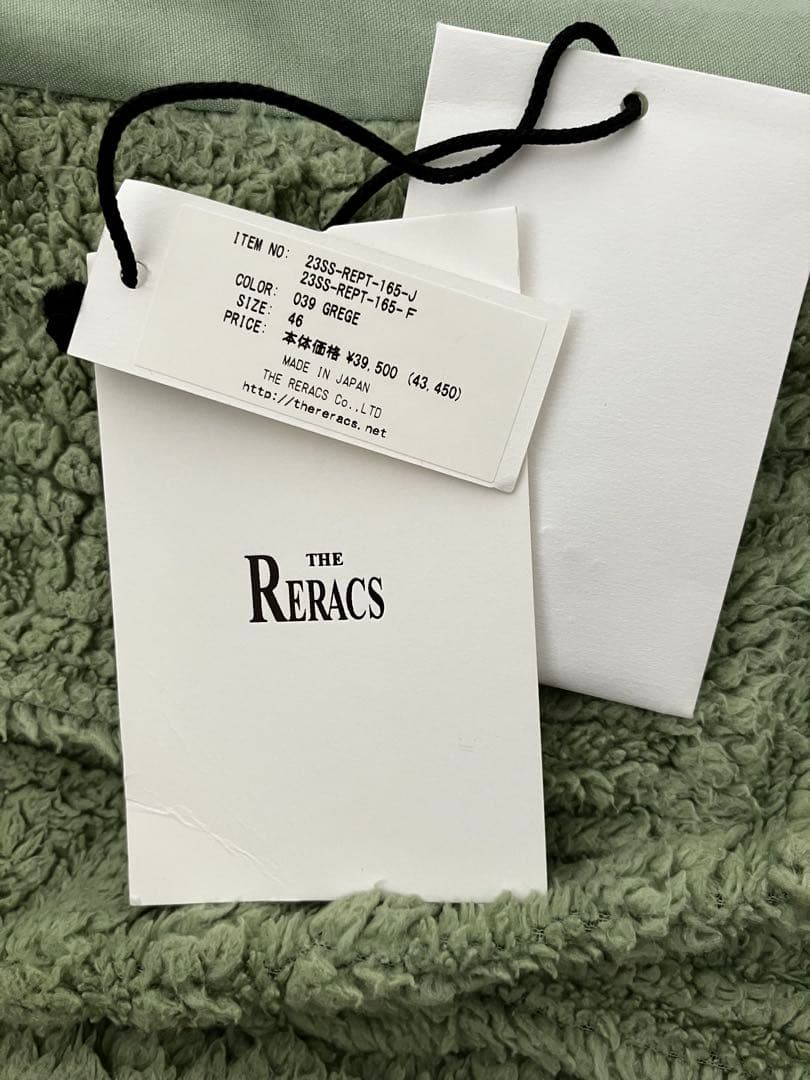 ITEM NO: 23SS-REPT-165-J
23SS-REPT-165-F
COLOR: 039 GREGE
SIZE: 46
PRICE: 本体価格 ¥39,500 (43,450)
MADE IN JAPAN
THE RERACS Co.,LTD
http://thereracs.net
THE
RERACS